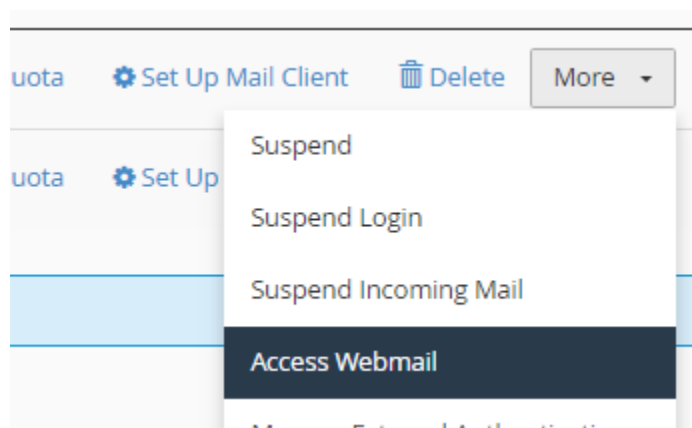 uota Set Up Mail Client Delete More
Suspend
uota Set Up
Suspend Login
Suspend Incoming Mail
Access Webmail